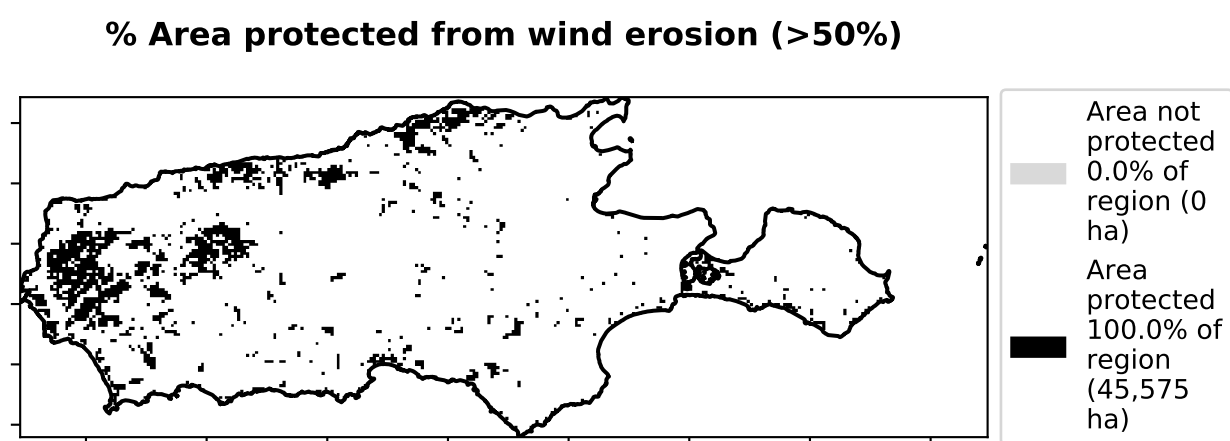 % Area protected from wind erosion (>50%)
Area not
protected
0.0% of
region (0
ha)
Area
protected
100.0% of
region
(45,575
ha)